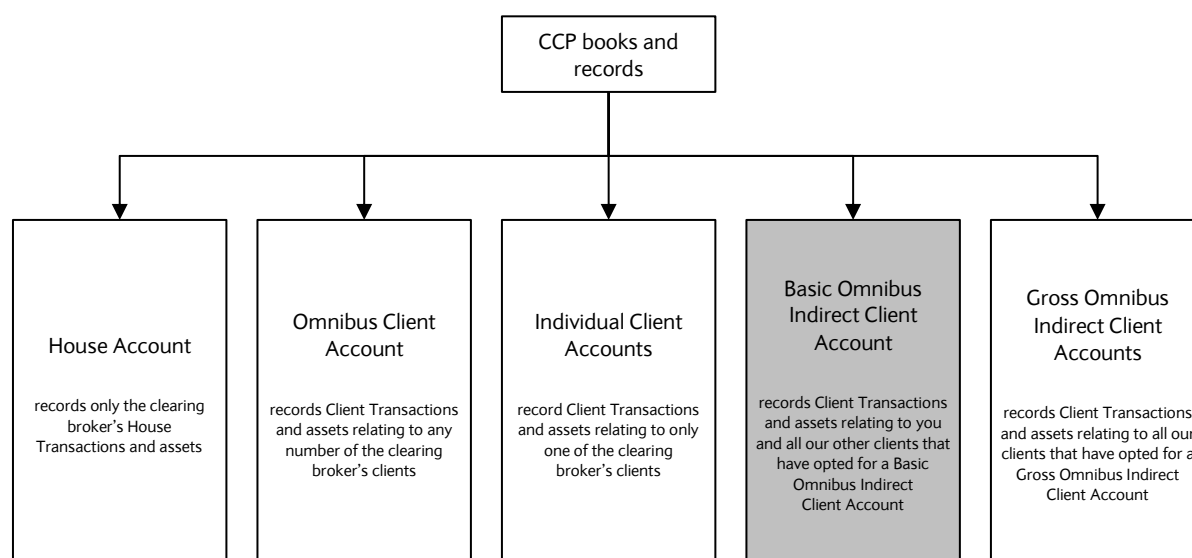 CCP books and
records
House Account
records only the clearing
broker's House
Transactions and assets
Omnibus Client
Account
records Client Transactions
and assets relating to any
number of the clearing
broker's clients
Individual Client
Accounts
record Client Transactions
and assets relating to only
one of the clearing
broker's clients
Basic Omnibus
Indirect Client
Account
records Client Transactions
and assets relating to you
and all our other clients that
have opted for a Basic
Omnibus Indirect
Client Account
Gross Omnibus
Indirect Client
Accounts
records Client Transactions
and assets relating to all our
clients that have opted for a
Gross Omnibus Indirect
Client Account